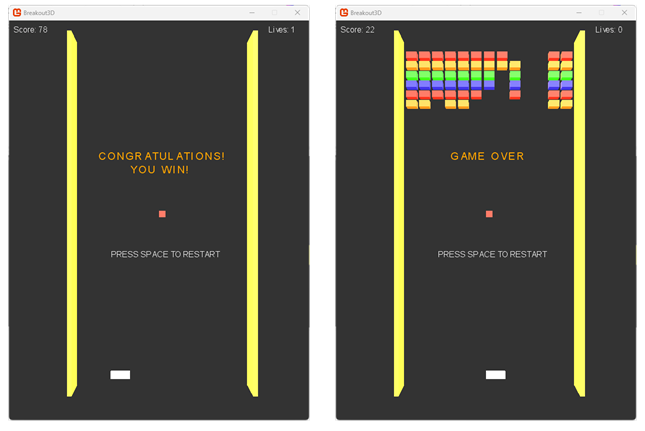 Breakout3D
Score: 78
Lives: 1
CONGRATULATIONS!
YOU WIN!
PRESS SPACE TO RESTART
Breakout3D
Score: 22
Lives: 0
GAME OVER
PRESS SPACE TO RESTART